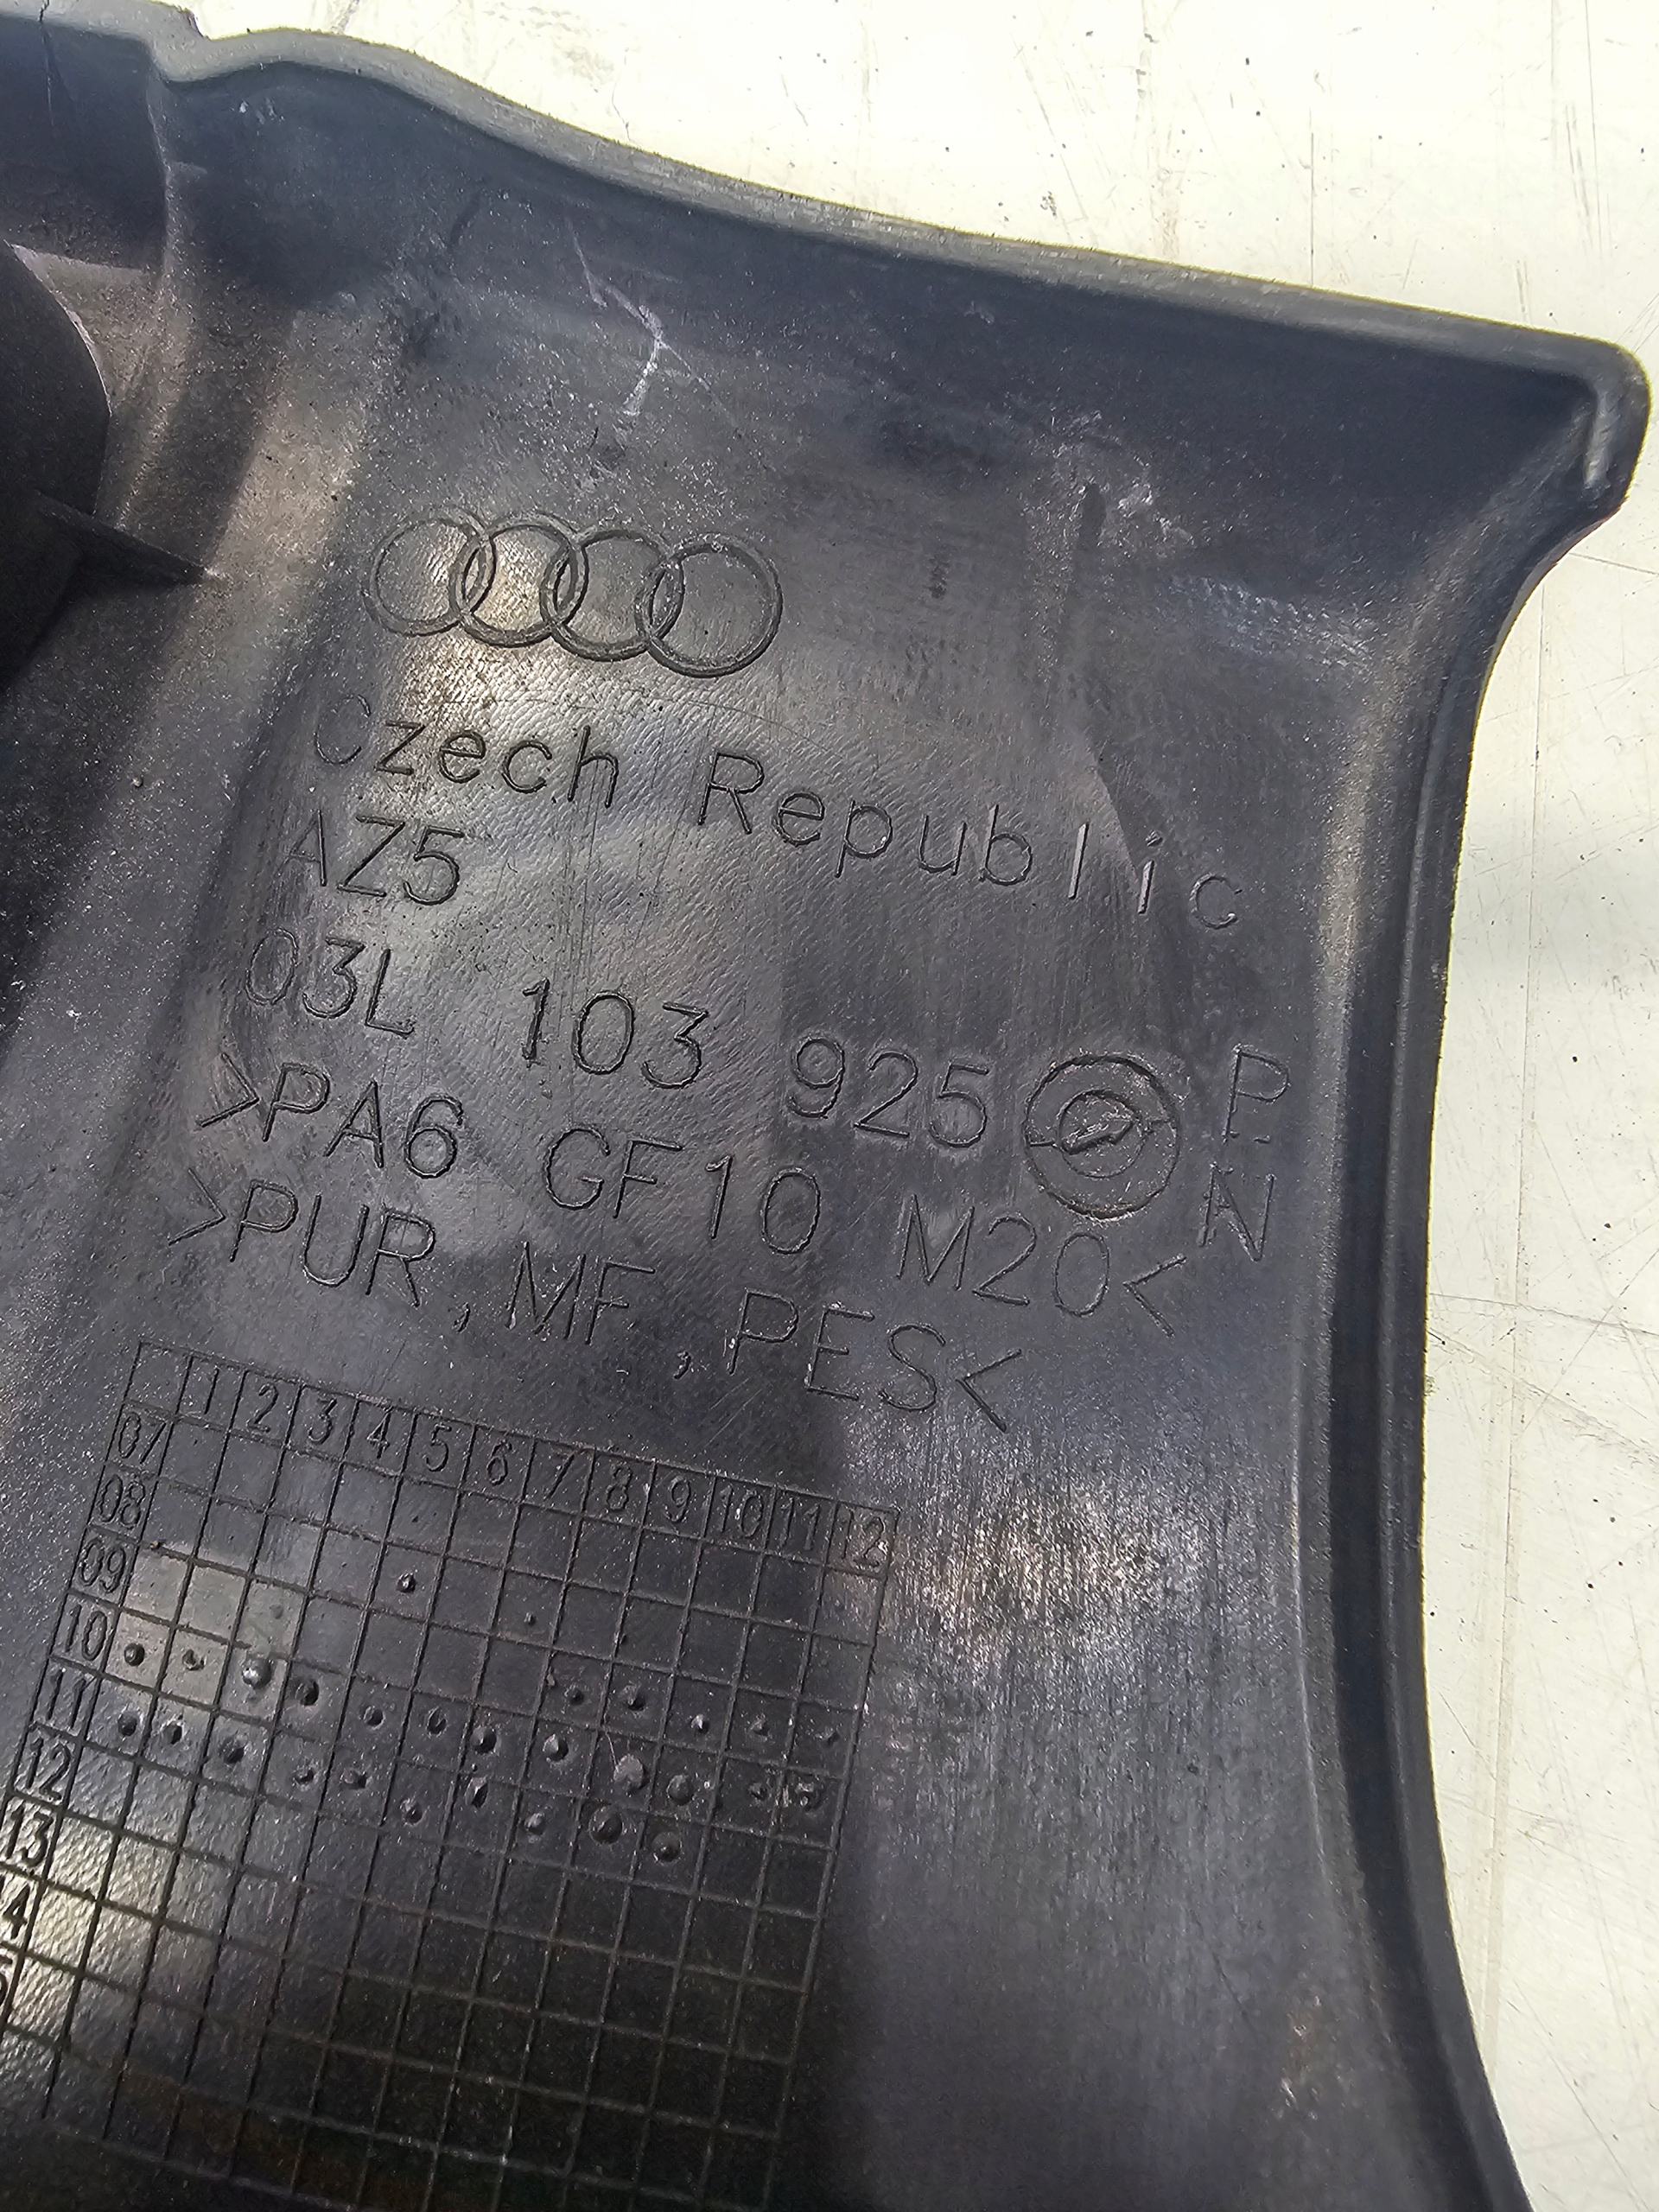 Czech Republic
AZ5
03L 103 925 P
>PA6 GF10 M20< N
>PUR, MF, PES<
1 2 3 4 5 6 7 8 9 10 11 12
07
08
09
10
11
12
13